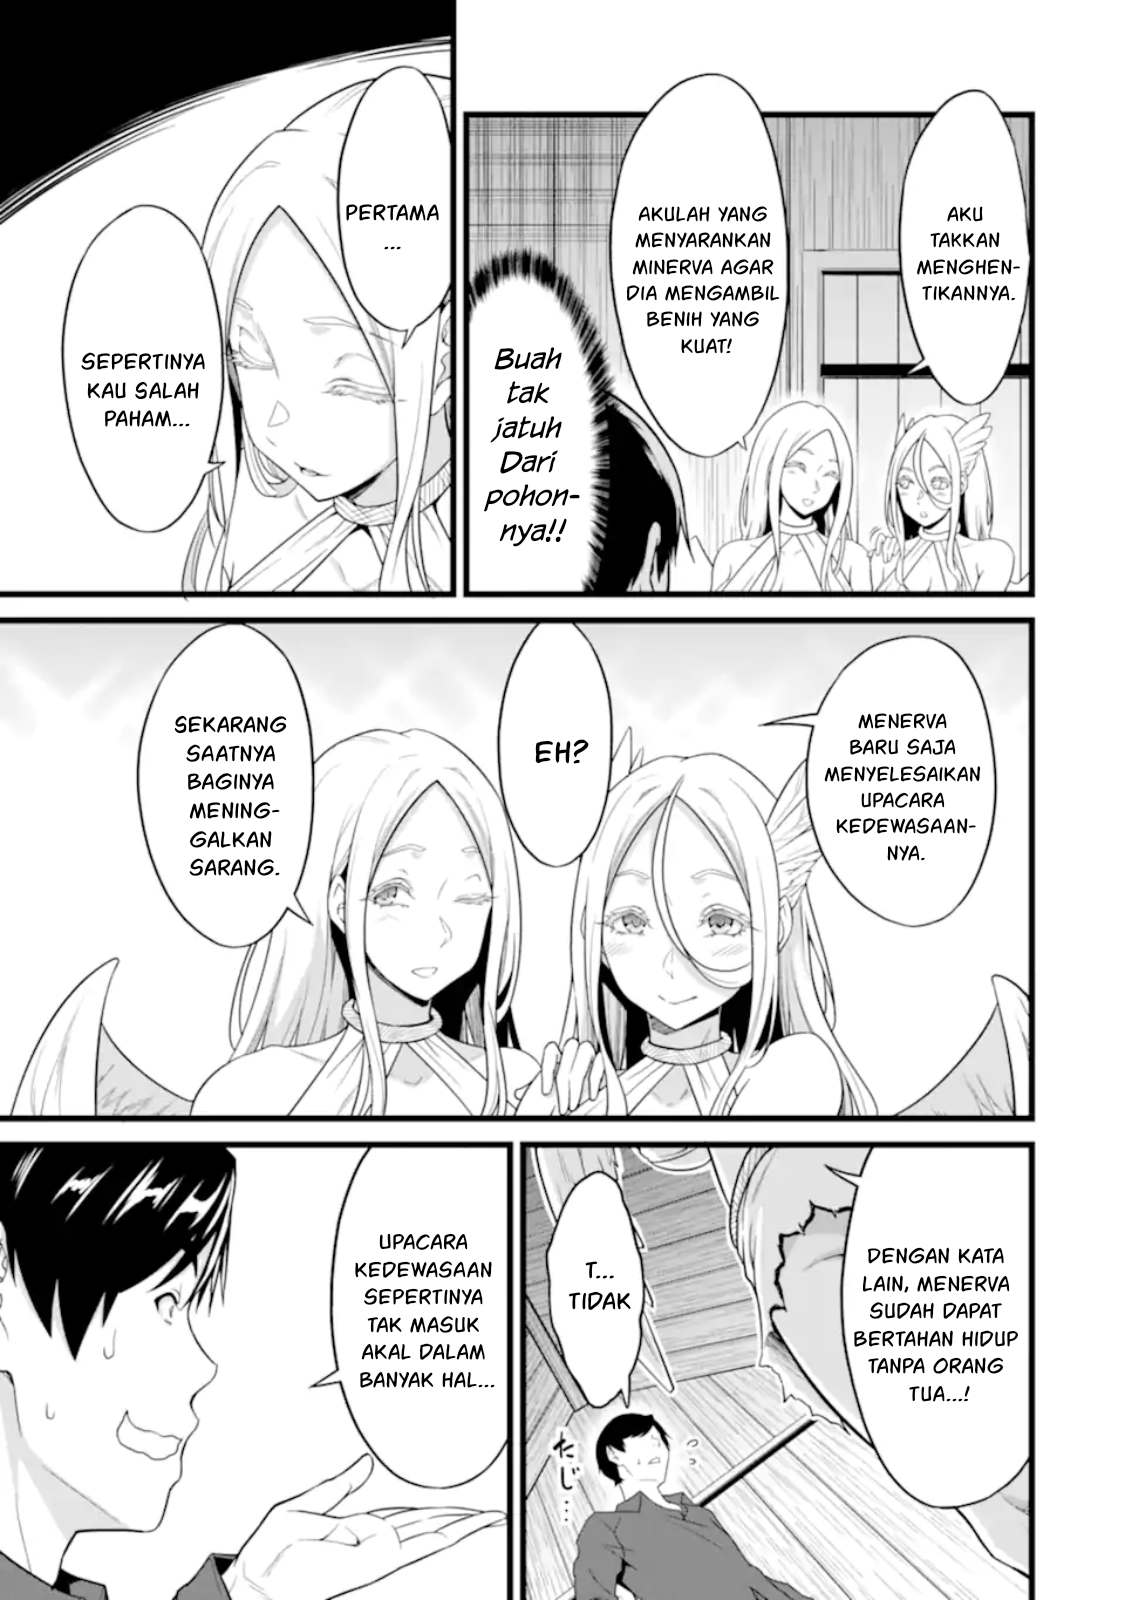 AKU
TAKKAN
MENGHEN-
TIKANNYA.
AKULAH YANG
MENYARANKAN
MINERVA AGAR
DIA MENGAMBIL
BENIH YANG
KUAT!
Buah
tak
jatuh
Dari
pohon-
nya!!
PERTAMA
...
SEPERTINYA
KAU SALAH
PAHAM...
MENERVA
BARU SAJA
MENYELESAIKAN
UPACARA
KEDEWASAAN-
NYA.
EH?
SEKARANG
SAATNYA
BAGINYA
MENING-
GALKAN
SARANG.
DENGAN KATA
LAIN, MENERVA
SUDAH DAPAT
BERTAHAN HIDUP
TANPA ORANG
TUA...!
T...
TIDAK
たじ...
UPACARA
KEDEWASAAN
SEPERTINYA
TAK MASUK
AKAL DALAM
BANYAK HAL...